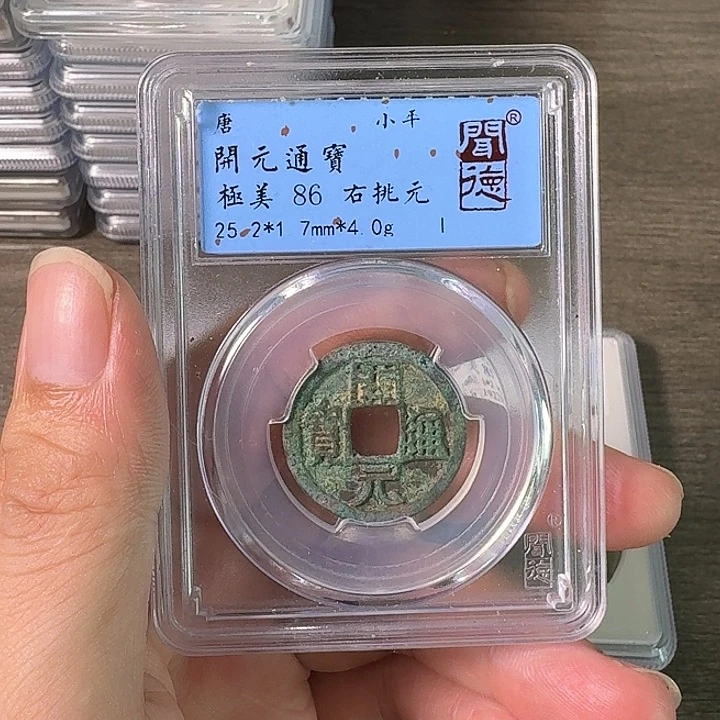 唐 小平
開元通寶
極美 86 右挑元
25.2*1.7mm*4.0g
聞德®
開元通寶
聞德®